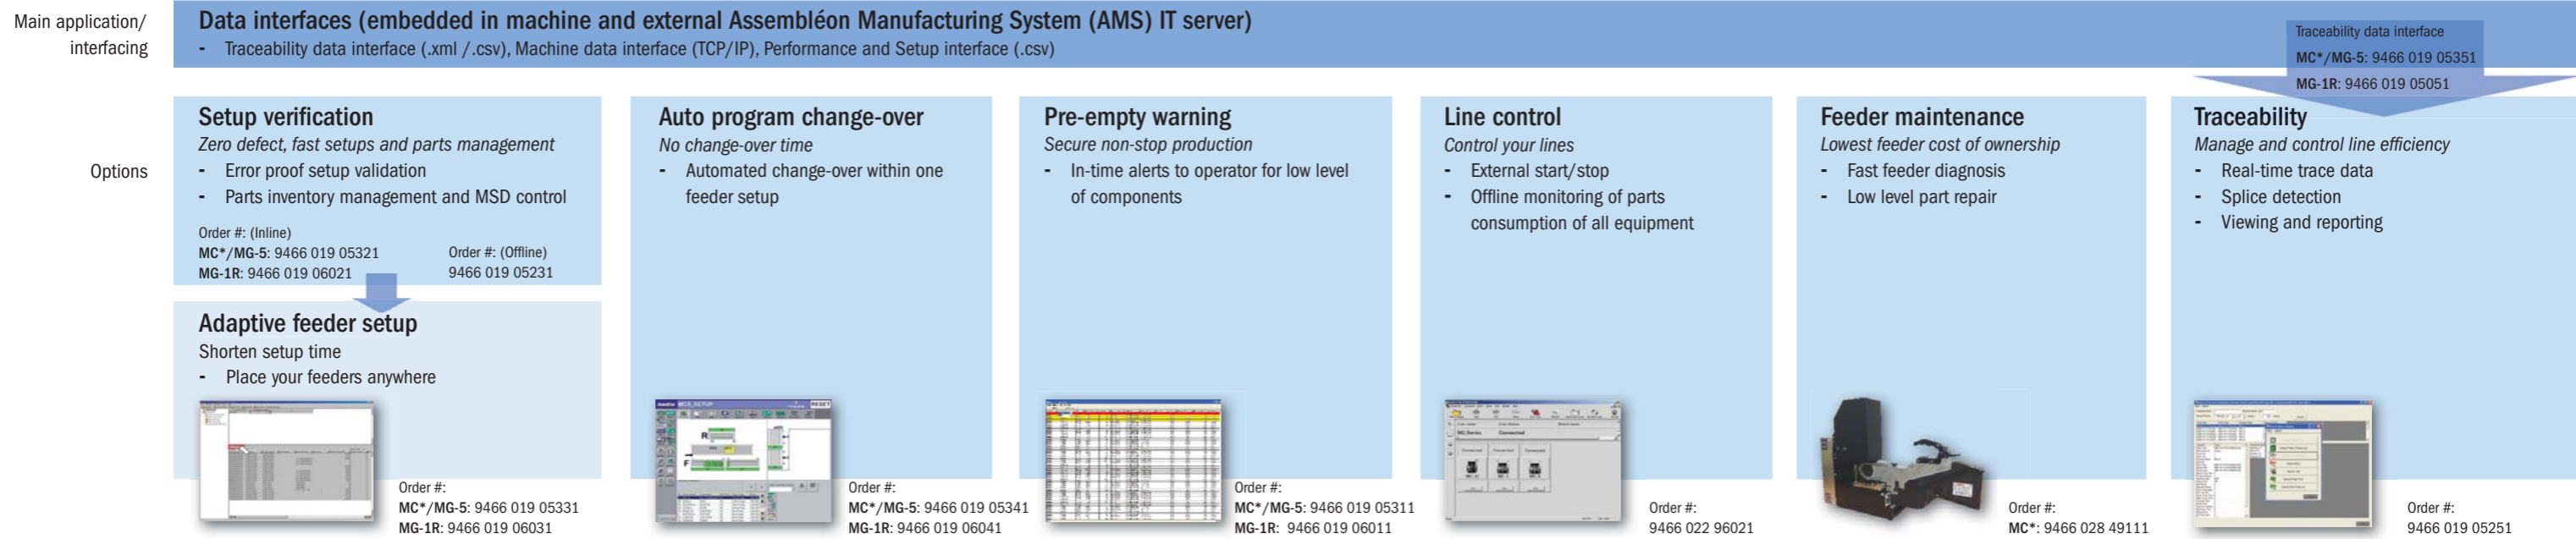 Main application/
interfacing
Data interfaces (embedded in machine and external Assembléon Manufacturing System (AMS) IT server)
- Traceability data interface (.xml /.csv), Machine data interface (TCP/IP), Performance and Setup interface (.csv)
Traceability data interface
MC*/MG-5: 9466 019 05351
MG-1R: 9466 019 05051
Options
Setup verification
Zero defect, fast setups and parts management
- Error proof setup validation
- Parts inventory management and MSD control
Order #: (Inline)
MC*/MG-5: 9466 019 05321
MG-1R: 9466 019 06021
Order #: (Offline)
9466 019 05231
Adaptive feeder setup
Shorten setup time
- Place your feeders anywhere
Order #:
MC*/MG-5: 9466 019 05331
MG-1R: 9466 019 06031
Auto program change-over
No change-over time
- Automated change-over within one
feeder setup
RESET
R
F
Order #:
MC*/MG-5: 9466 019 05341
MG-1R: 9466 019 06041
Pre-empty warning
Secure non-stop production
- In-time alerts to operator for low level
of components
Order #:
MC*/MG-5: 9466 019 05311
MG-1R: 9466 019 06011
Line control
Control your lines
- External start/stop
- Offline monitoring of parts
consumption of all equipment
Order #:
9466 022 96021
Feeder maintenance
Lowest feeder cost of ownership
- Fast feeder diagnosis
- Low level part repair
Order #:
MC*: 9466 028 49111
Traceability
Manage and control line efficiency
- Real-time trace data
- Splice detection
- Viewing and reporting
Order #:
9466 019 05251